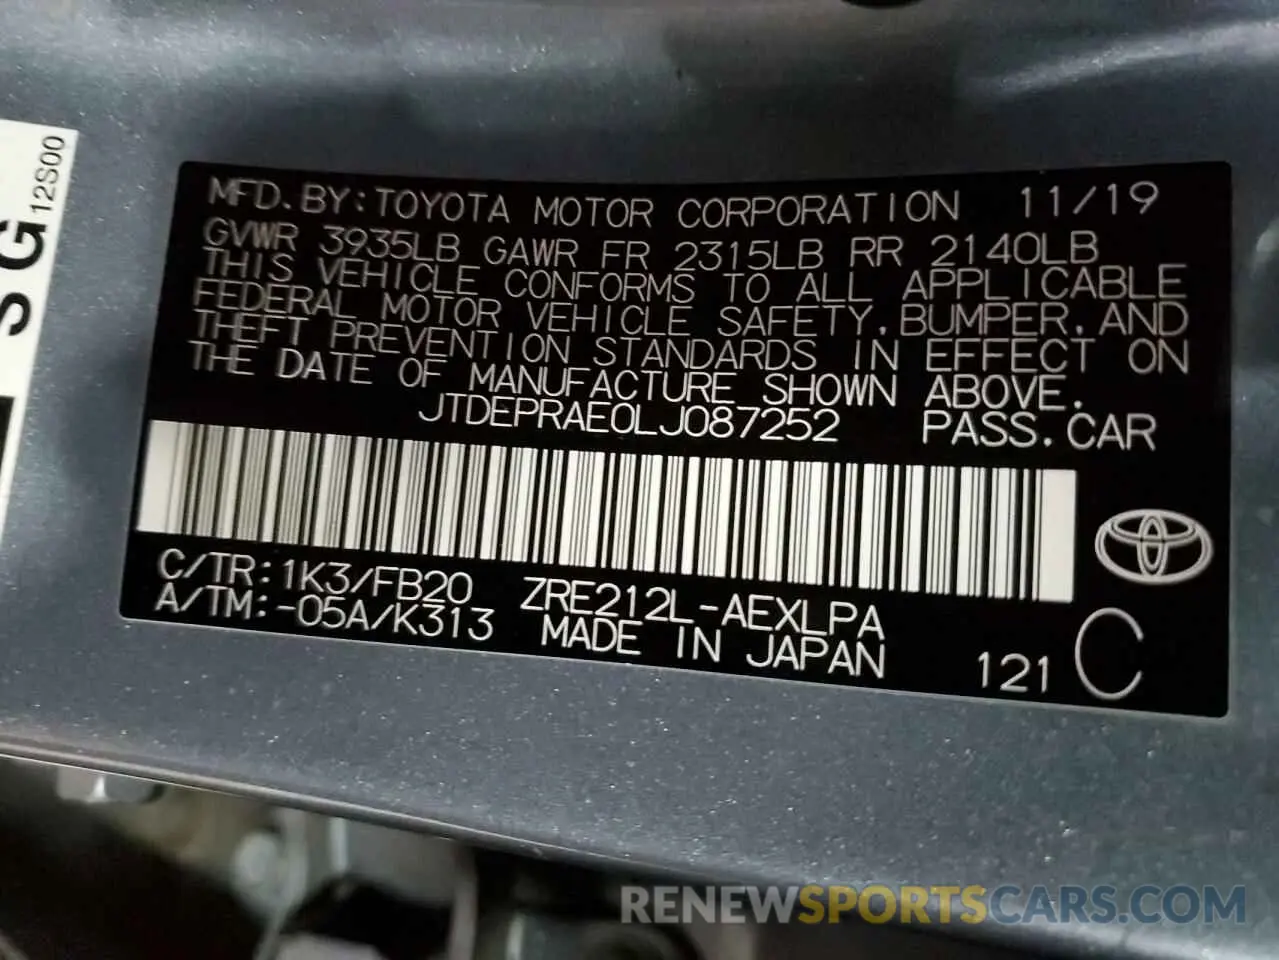 SG
12S00
MFD. BY: TOYOTA MOTOR CORPORATION 11/19
GVWR 3935LB GAWR FR 2315LB RR 2140LB
THIS VEHICLE CONFORMS TO ALL APPLICABLE
FEDERAL MOTOR VEHICLE SAFETY, BUMPER, AND
THEFT PREVENTION STANDARDS IN EFFECT ON
THE DATE OF MANUFACTURE SHOWN ABOVE.
JTDEPRAE0LJ087252 PASS. CAR
C/TR: 1K3/FB20 ZRE212L-AEXLPA
A/TM: -05A/K313 MADE IN JAPAN 121 C
RENEWSPORTSCARS.COM